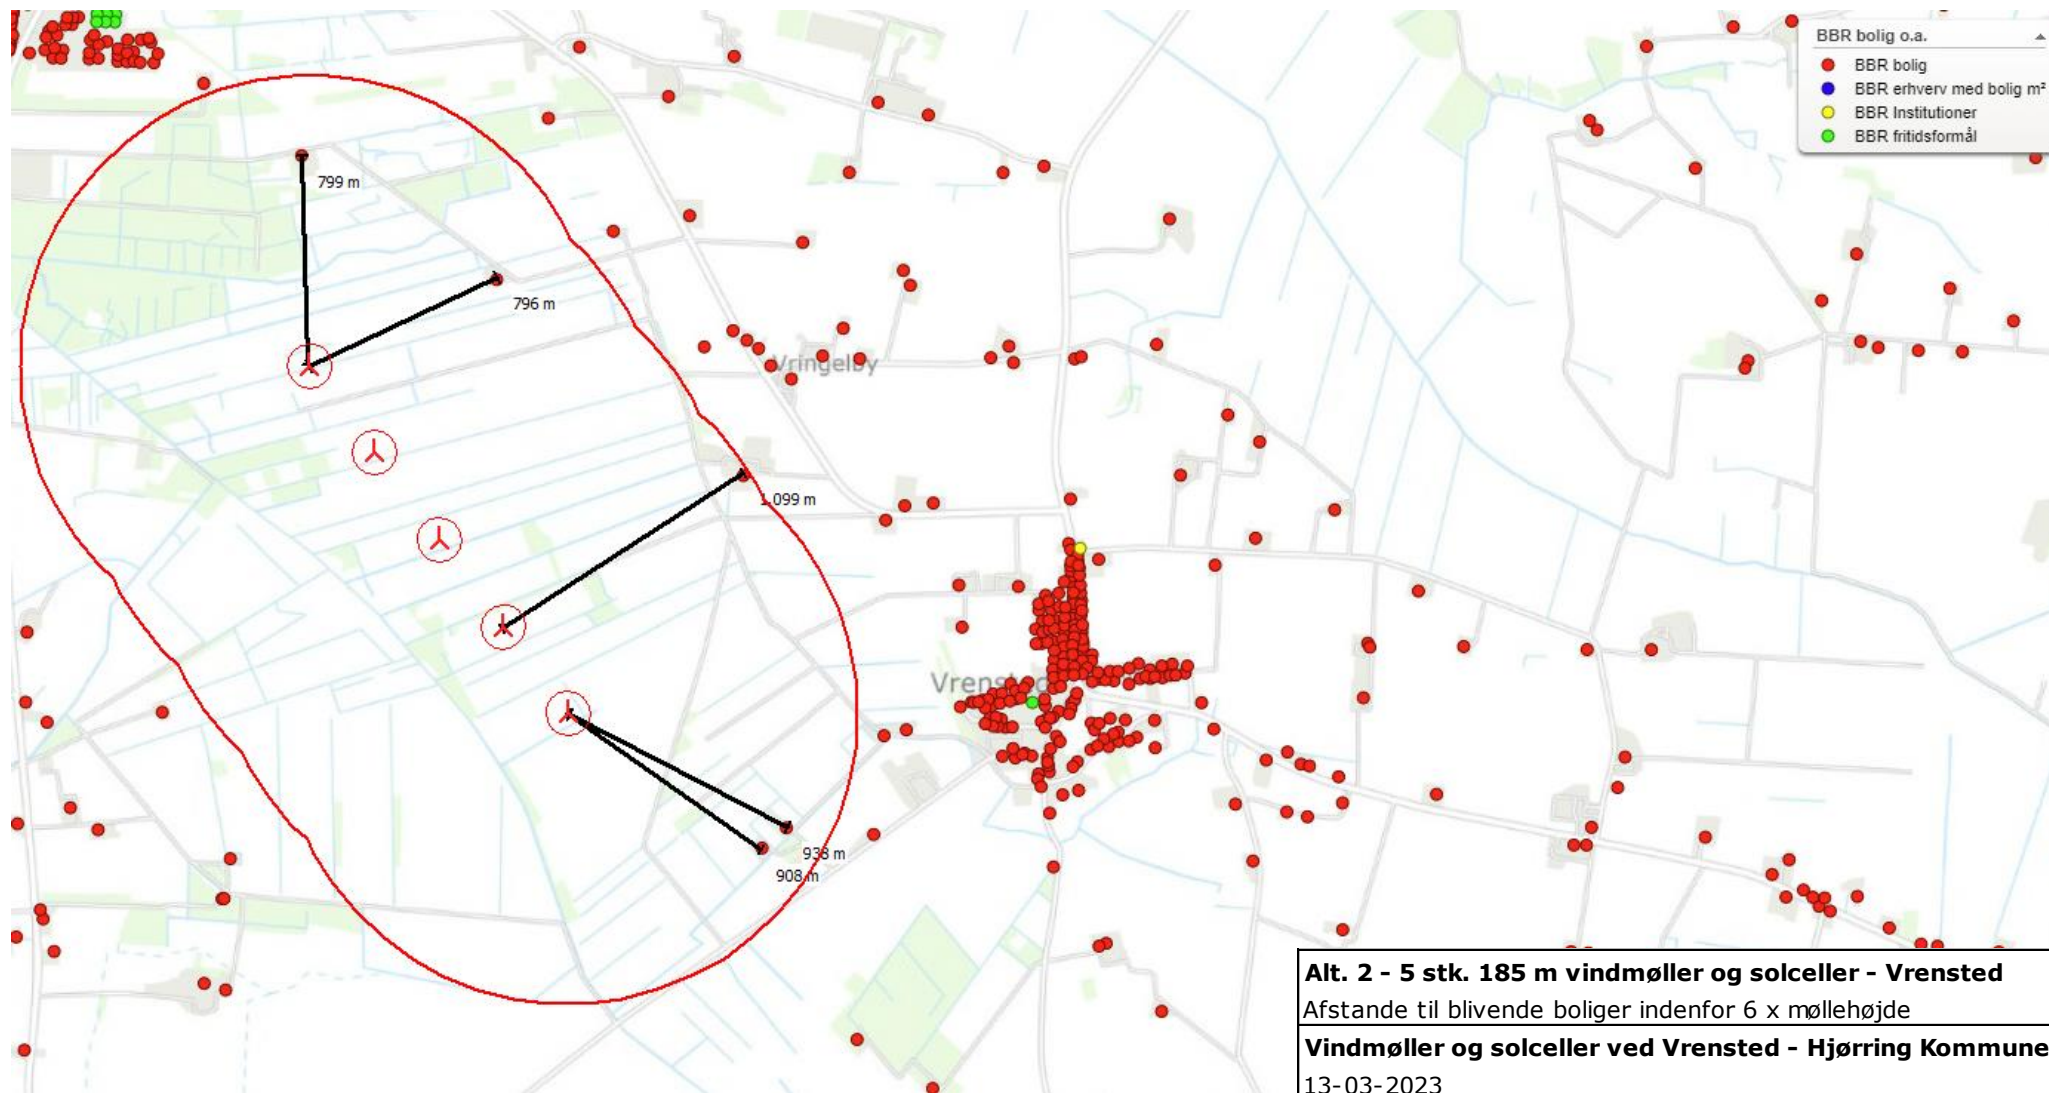 BBR bolig o.a.
BBR bolig
BBR erhverv med bolig m²
BBR Institutioner
BBR fritidsformål
799 m
796 m
Vringelby
1.099 m
Vrensted
933 m
908 m
Alt. 2 - 5 stk. 185 m vindmøller og solceller - Vrensted
Afstande til blivende boliger indenfor 6 x møllehøjde
Vindmøller og solceller ved Vrensted - Hjørring Kommune
13-03-2023